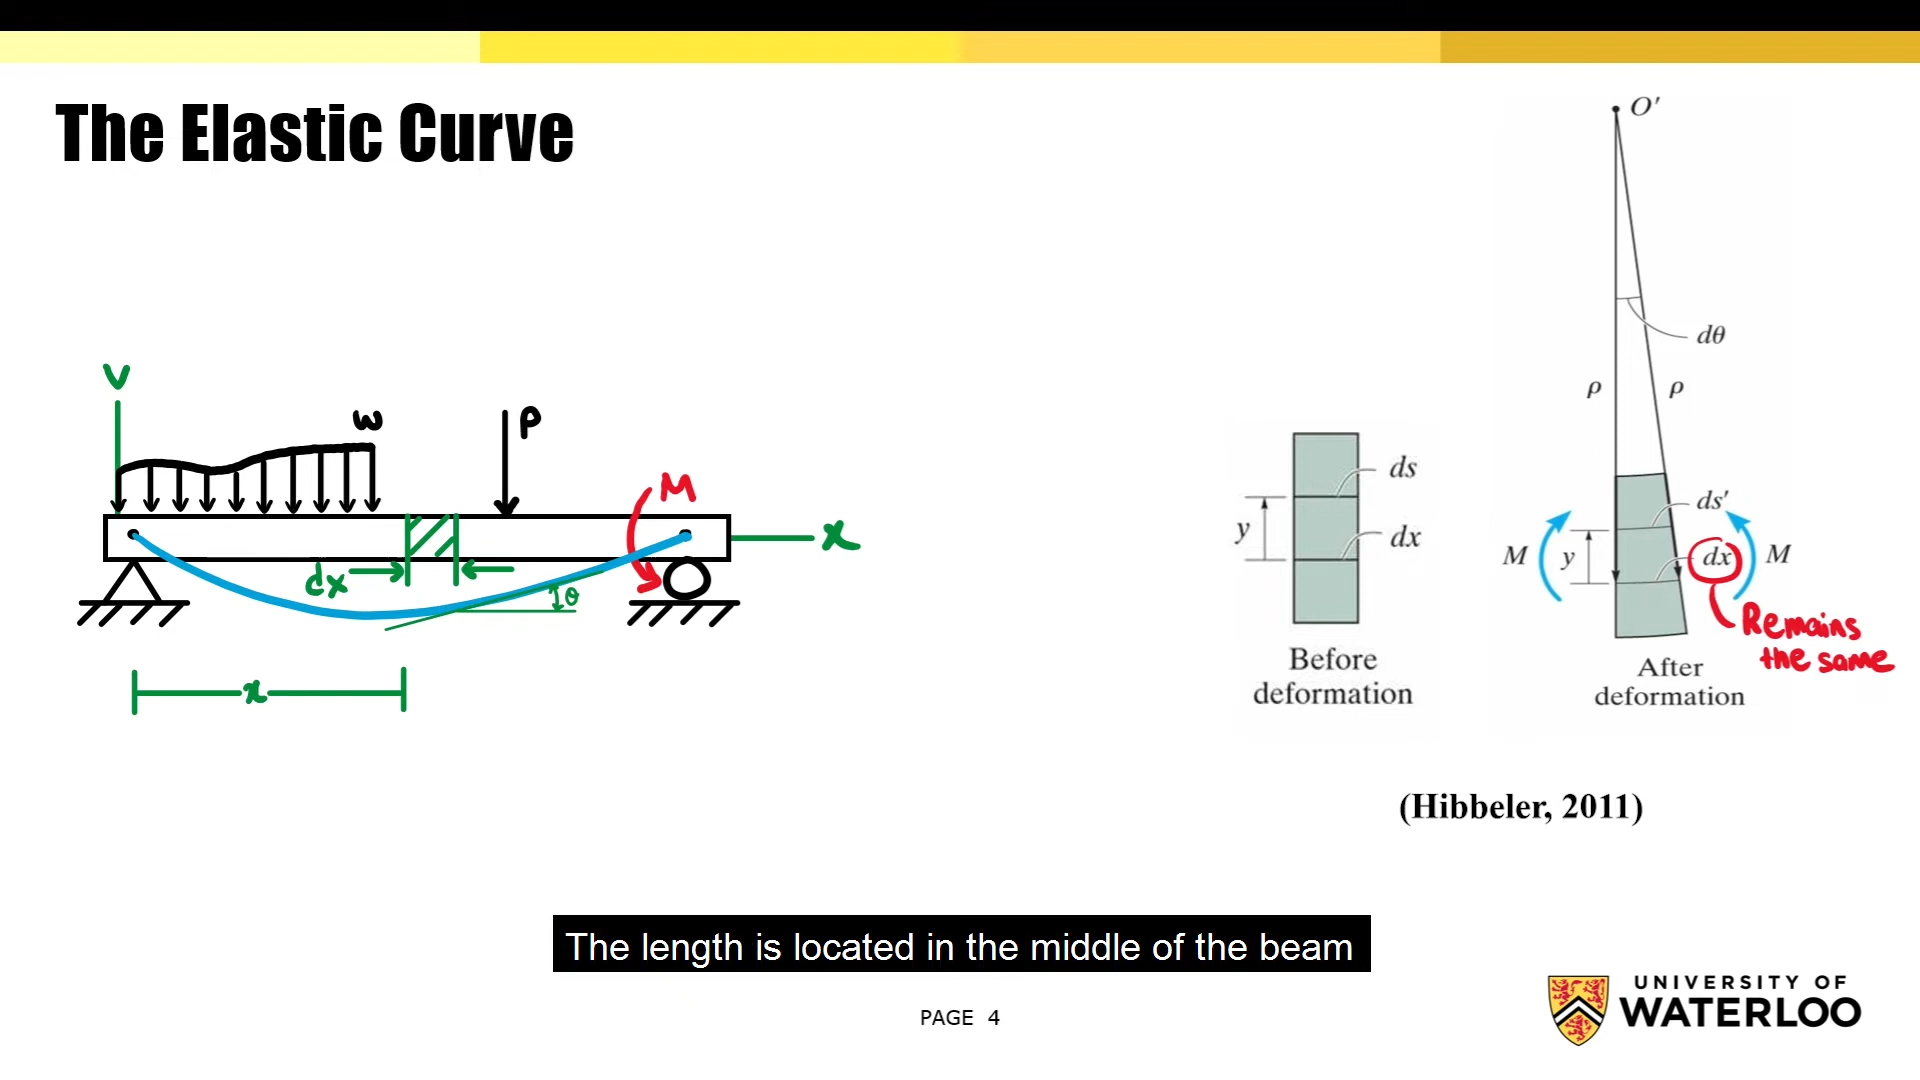 The Elastic Curve
v
w
P
M
x
dx
θ
x
O'
dθ
ρ
ρ
ds
y
dx
Before
deformation
ds'
M
y
dx
M
Remains
the same
After
deformation
(Hibbeler, 2011)
The length is located in the middle of the beam
PAGE 4
UNIVERSITY OF
WATERLOO